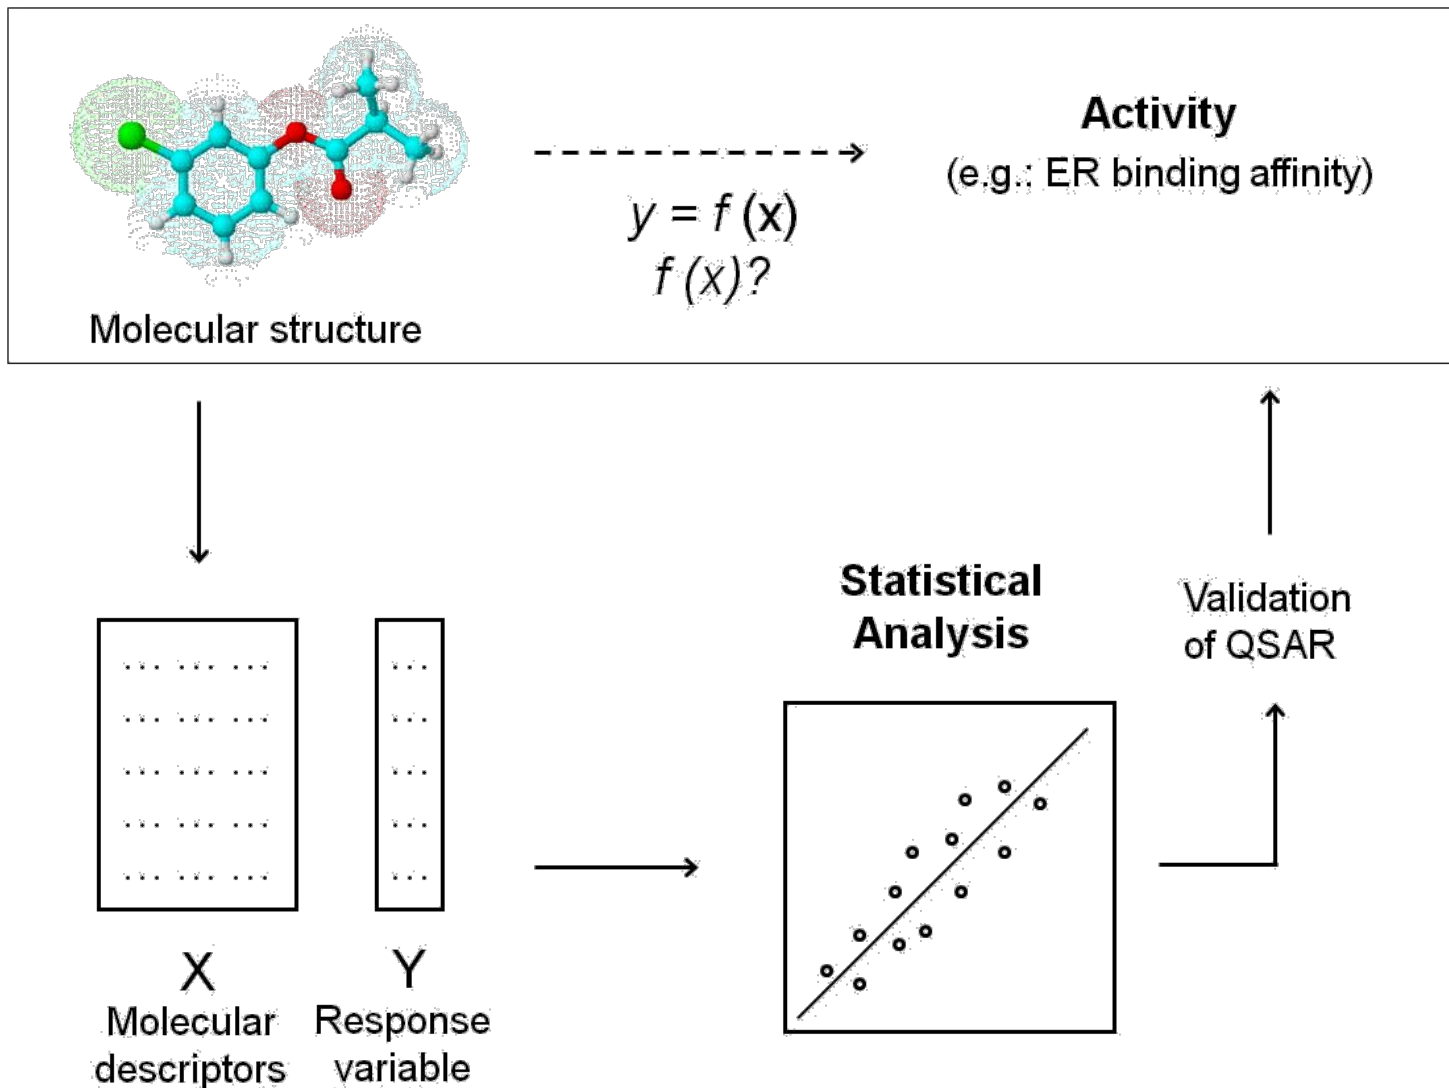 Activity
(e.g.: ER binding affinity)
y = f (x)
f (x)?
Molecular structure
Statistical
Analysis
Validation
of QSAR
... ... ...
... ... ...
... ... ...
... ... ...
... ... ...
...
...
...
...
...
X
Molecular
descriptors
Y
Response
variable